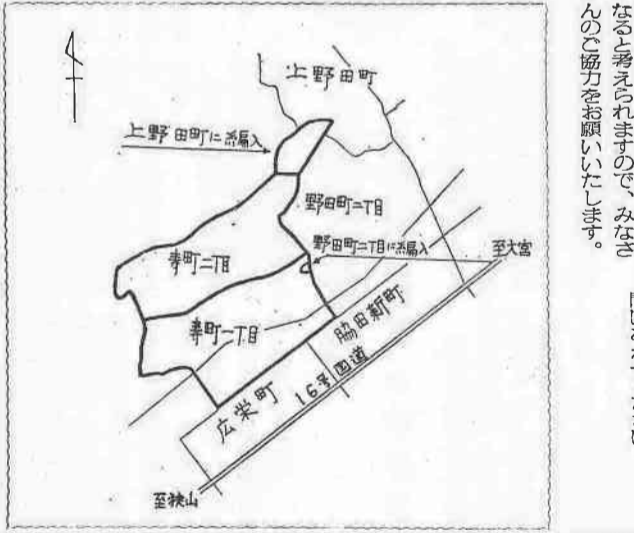 なると考えられますので、みなさ
んのご協力をお願いいたします。
上野田町
上野田町に編入
野田町二丁目
野田町二丁目に編入
至大宮
寿町二丁目
寿町一丁目
脇田新町
16号国道
広栄町
至狭山